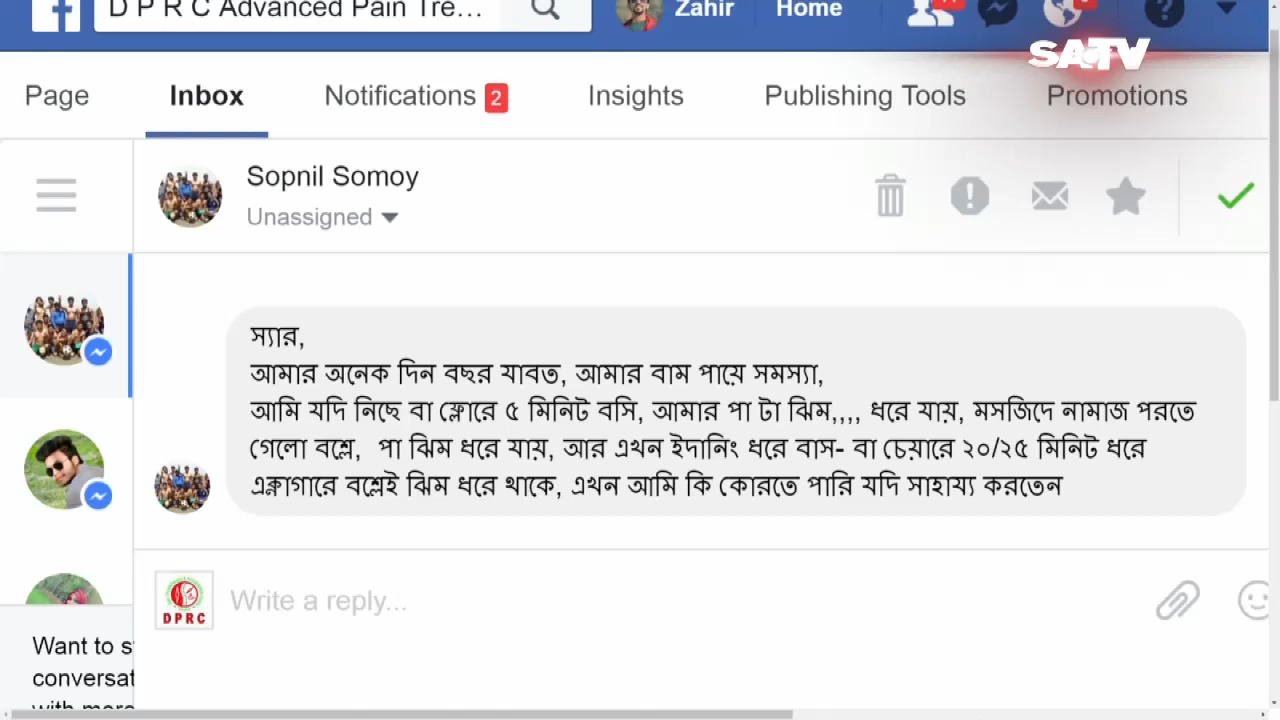 D P R C Advanced Pain Tre...
Zahir
Home
SATV
Page
Inbox
Notifications 2
Insights
Publishing Tools
Promotions
Sopnil Somoy
Unassigned
স্যার,
আমার অনেক দিন বছর যাবত, আমার বাম পায়ে সমস্যা,
আমি যদি নিছে বা ফ্লোরে ৫ মিনিট বসি, আমার পা টা ঝিম,,,, ধরে যায়, মসজিদে নামাজ পরতে
গেলো বশ্লে, পা ঝিম ধরে যায়, আর এখন ইদানিং ধরে বাস- বা চেয়ারে ২০/২৫ মিনিট ধরে
এক্লাগারে বশ্লেই ঝিম ধরে থাকে, এখন আমি কি কোরতে পারি যদি সাহায্য করতেন
DPRC
Write a reply...
Want to s
conversat
with more